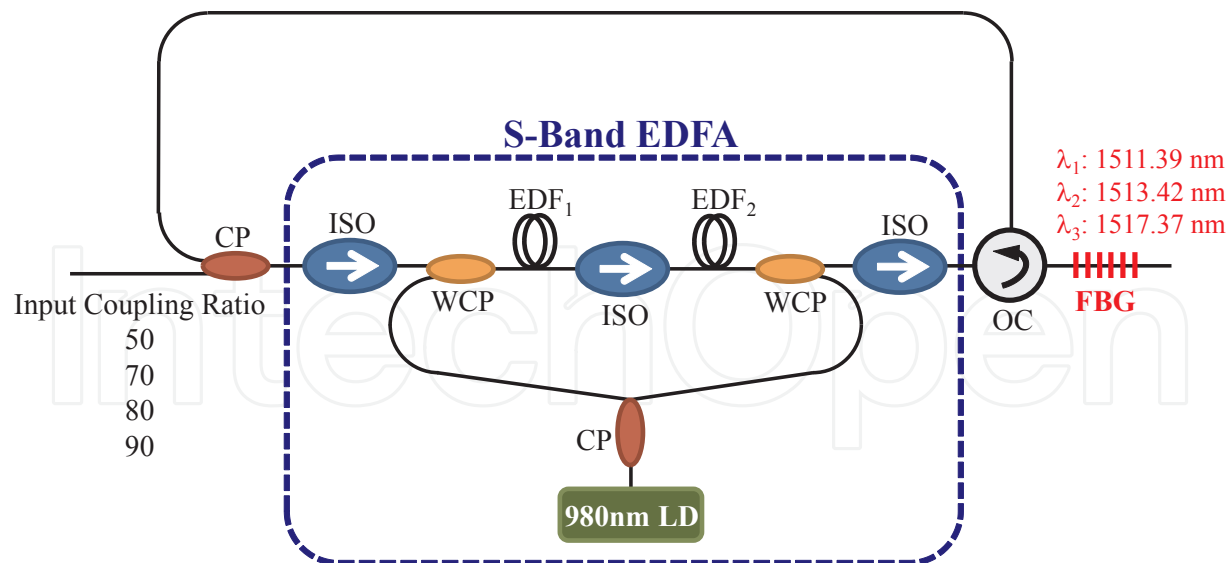 S-Band EDFA
λ1: 1511.39 nm
λ2: 1513.42 nm
λ3: 1517.37 nm
EDF1
EDF2
CP
ISO
ISO
WCP
ISO
WCP
OC
FBG
Input Coupling Ratio
50
70
80
90
CP
980nm LD
IntechOpen